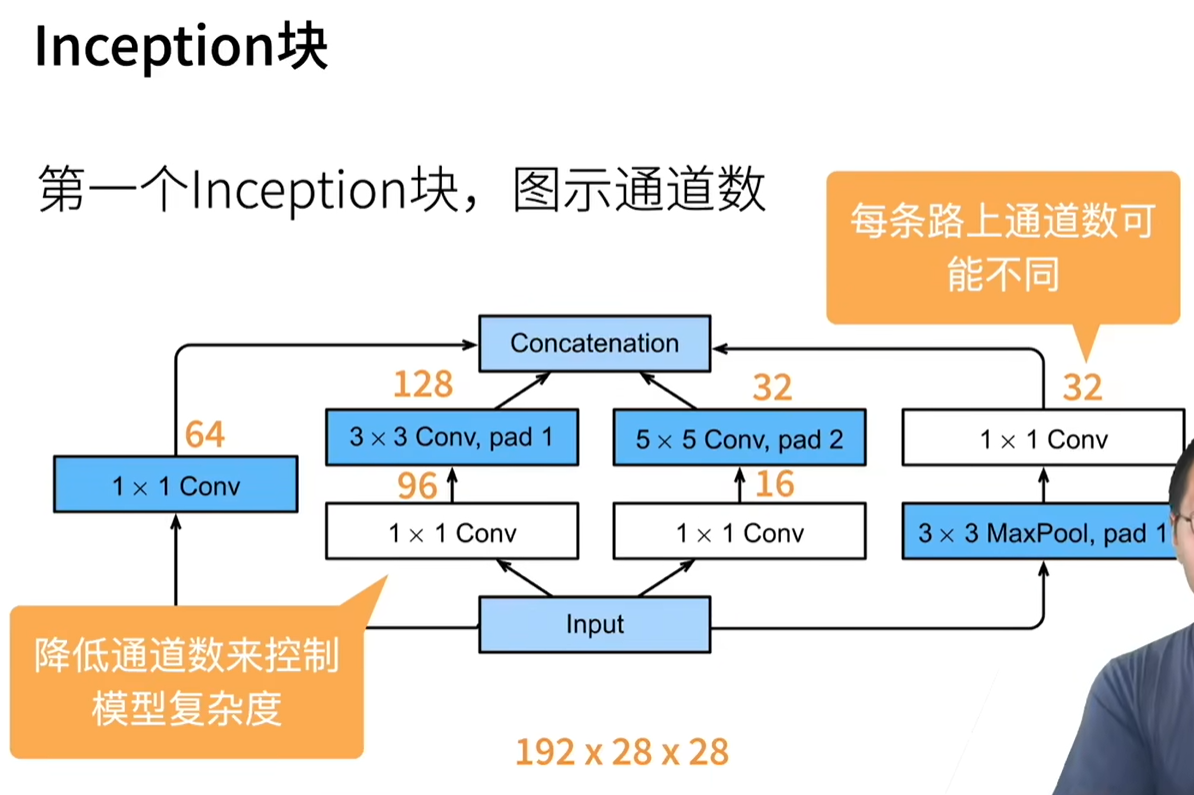 Inception块
第一个Inception块，图示通道数
每条路上通道数可
能不同
Concatenation
128
32
32
64
3 × 3 Conv, pad 1
5 × 5 Conv, pad 2
1 × 1 Conv
1 × 1 Conv
96
16
1 × 1 Conv
1 × 1 Conv
3 × 3 MaxPool, pad 1
Input
降低通道数来控制
模型复杂度
192 x 28 x 28